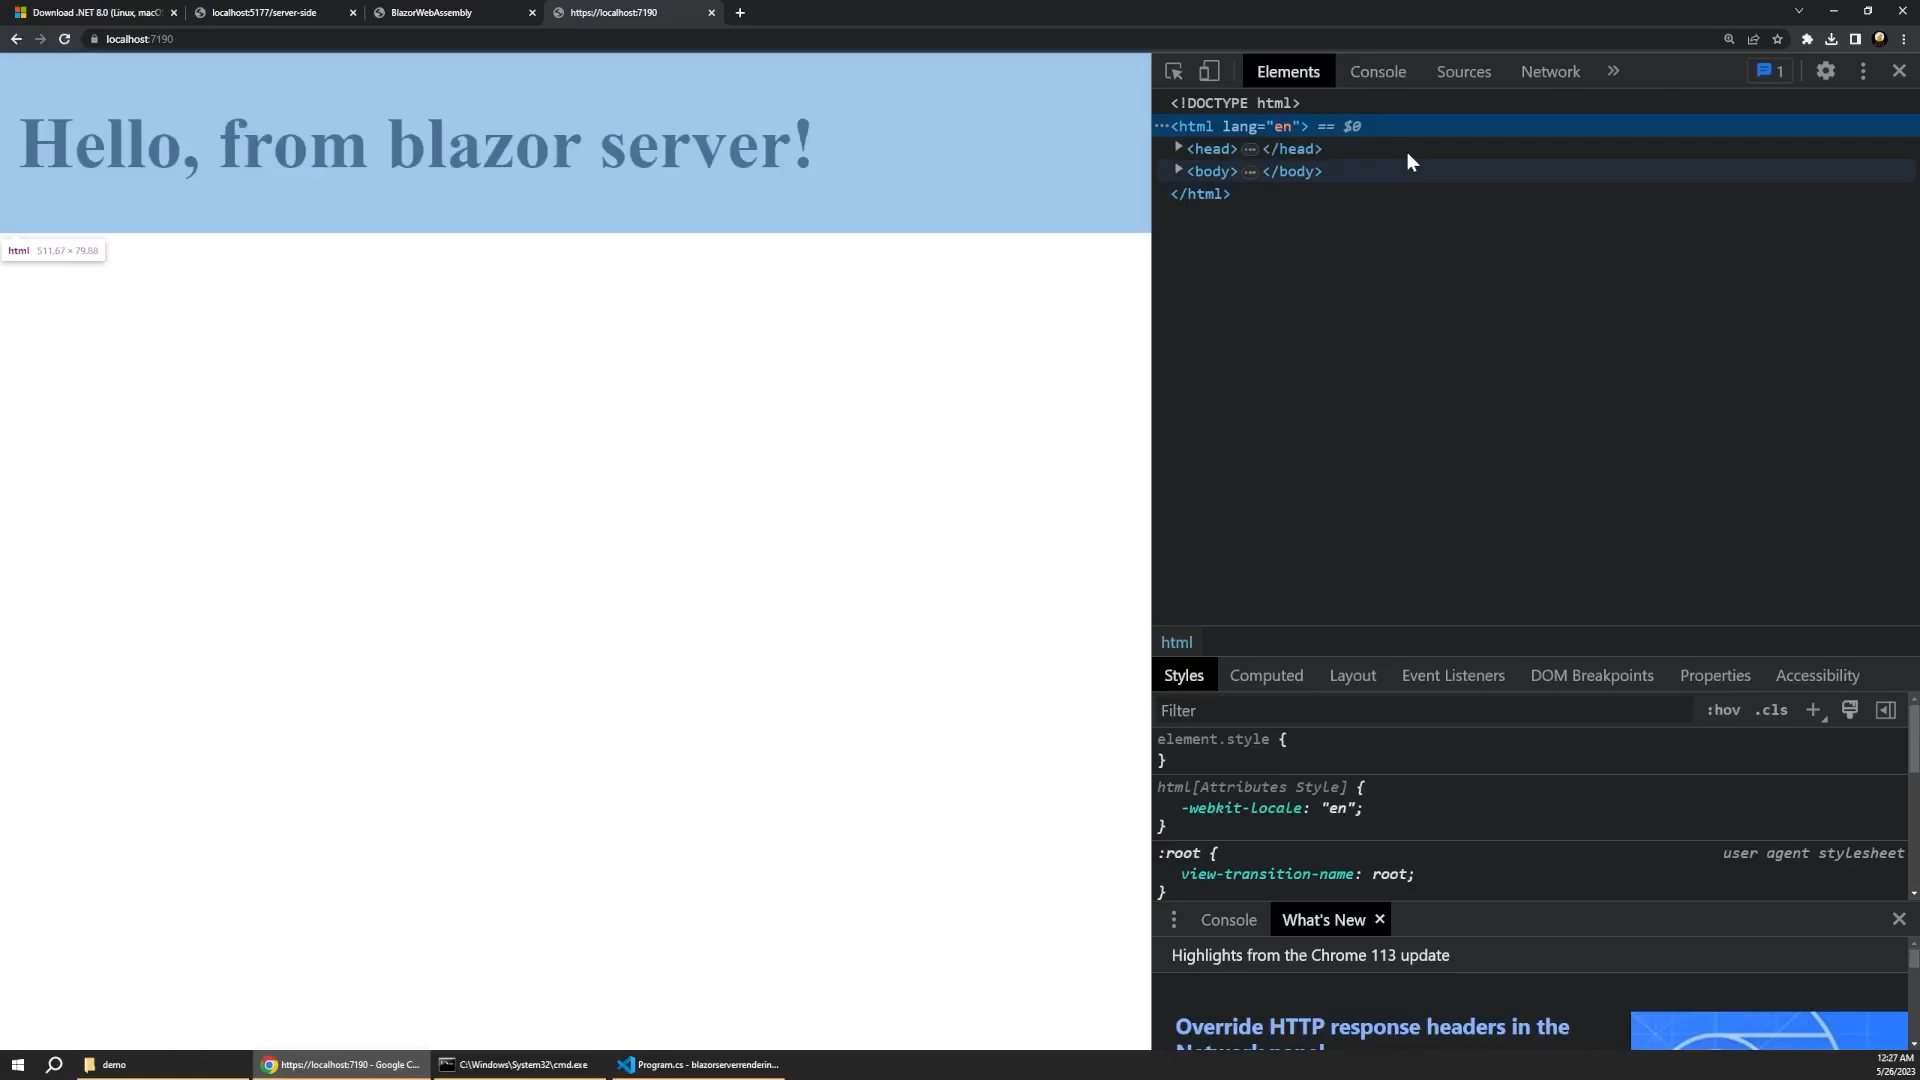 Download .NET 8.0 (Linux, macO
localhost:5177/server-side
BlazorWebAssembly
https://localhost:7190
localhost:7190
Hello, from blazor server!
html 511.67 × 79.88
Elements
Console
Sources
Network
1
<!DOCTYPE html>
<html lang="en"> == $0
<head> </head>
<body> </body>
</html>
html
Styles
Computed
Layout
Event Listeners
DOM Breakpoints
Properties
Accessibility
Filter
:hov
.cls
element.style {
}
html[Attributes Style] {
-webkit-locale: "en";
}
:root {
user agent stylesheet
view-transition-name: root;
}
Console
What's New
Highlights from the Chrome 113 update
Override HTTP response headers in the
Network panel
demo
https://localhost:7190 - Google C...
C:\Windows\System32\cmd.exe
Program.cs - blazorserverrenderin...
12:27 AM
5/26/2023